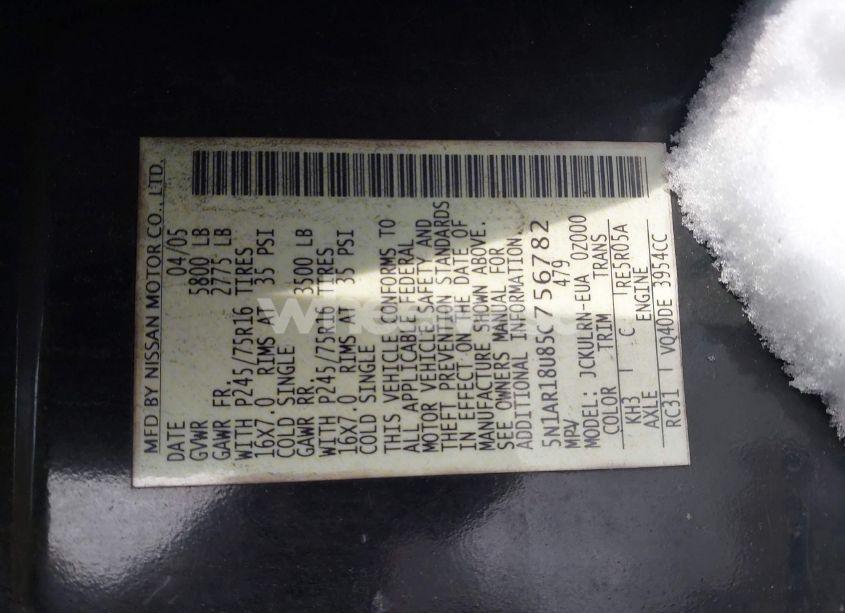 MFD BY NISSAN MOTOR CO., LTD.
DATE 04/05
GVWR 5800 LB
GAWR FR. 2775 LB
WITH P245/75R16 TIRES
16X7.0 RIMS AT 35 PSI
COLD SINGLE
GAWR RR. 3500 LB
WITH P245/75R16 TIRES
16X7.0 RIMS AT 35 PSI
COLD SINGLE
THIS VEHICLE CONFORMS TO
ALL APPLICABLE FEDERAL
MOTOR VEHICLE SAFETY AND
THEFT PREVENTION STANDARDS
IN EFFECT ON THE DATE OF
MANUFACTURE SHOWN ABOVE.
SEE OWNERS MANUAL FOR
ADDITIONAL INFORMATION
5N1AR18U85C756782
MPV 479
MODEL: JCKULRN-EUA 0Z000
COLOR TRIM TRANS
KH3 C RE5R05A
AXLE ENGINE
RC31 VQ40DE 3954CC